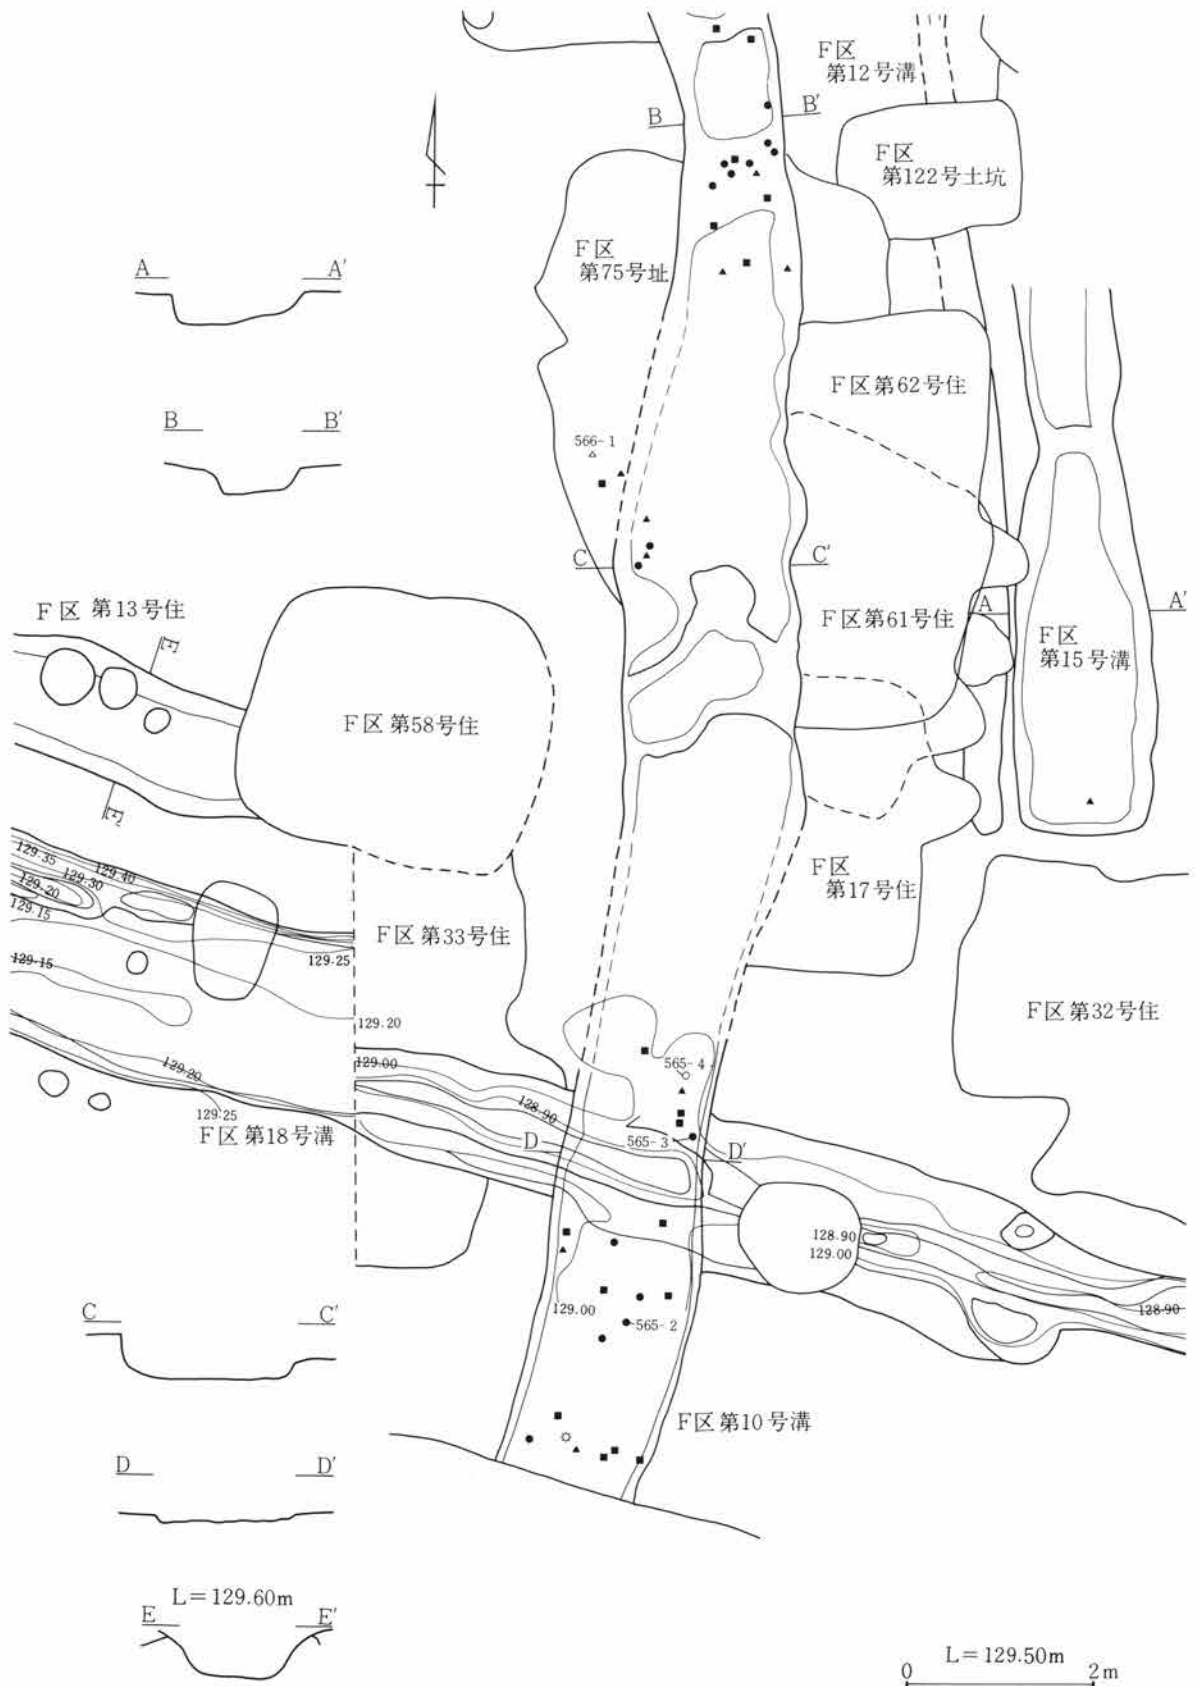 F区
第12号溝
B
B'
F区
第122号土坑
F区
第75号址
A
A'
F区第62号住
B
B'
566-1
C
C'
F区 第13号住
E
F区第61号住
A
A'
F区
第15号溝
F区 第58号住
E'
F区
第17号住
129.35
129.40
129.30
129.20
129.15
F区 第33号住
129.25
129.15
F区第32号住
129.20
129.00
565-4
129.20
128.90
129.25
F区第18号溝
D
565-3
D'
128.90
129.00
129.00
128.90
565-2
C
C'
F区第10号溝
D
D'
L=129.60m
E
E'
L=129.50m
0
2m